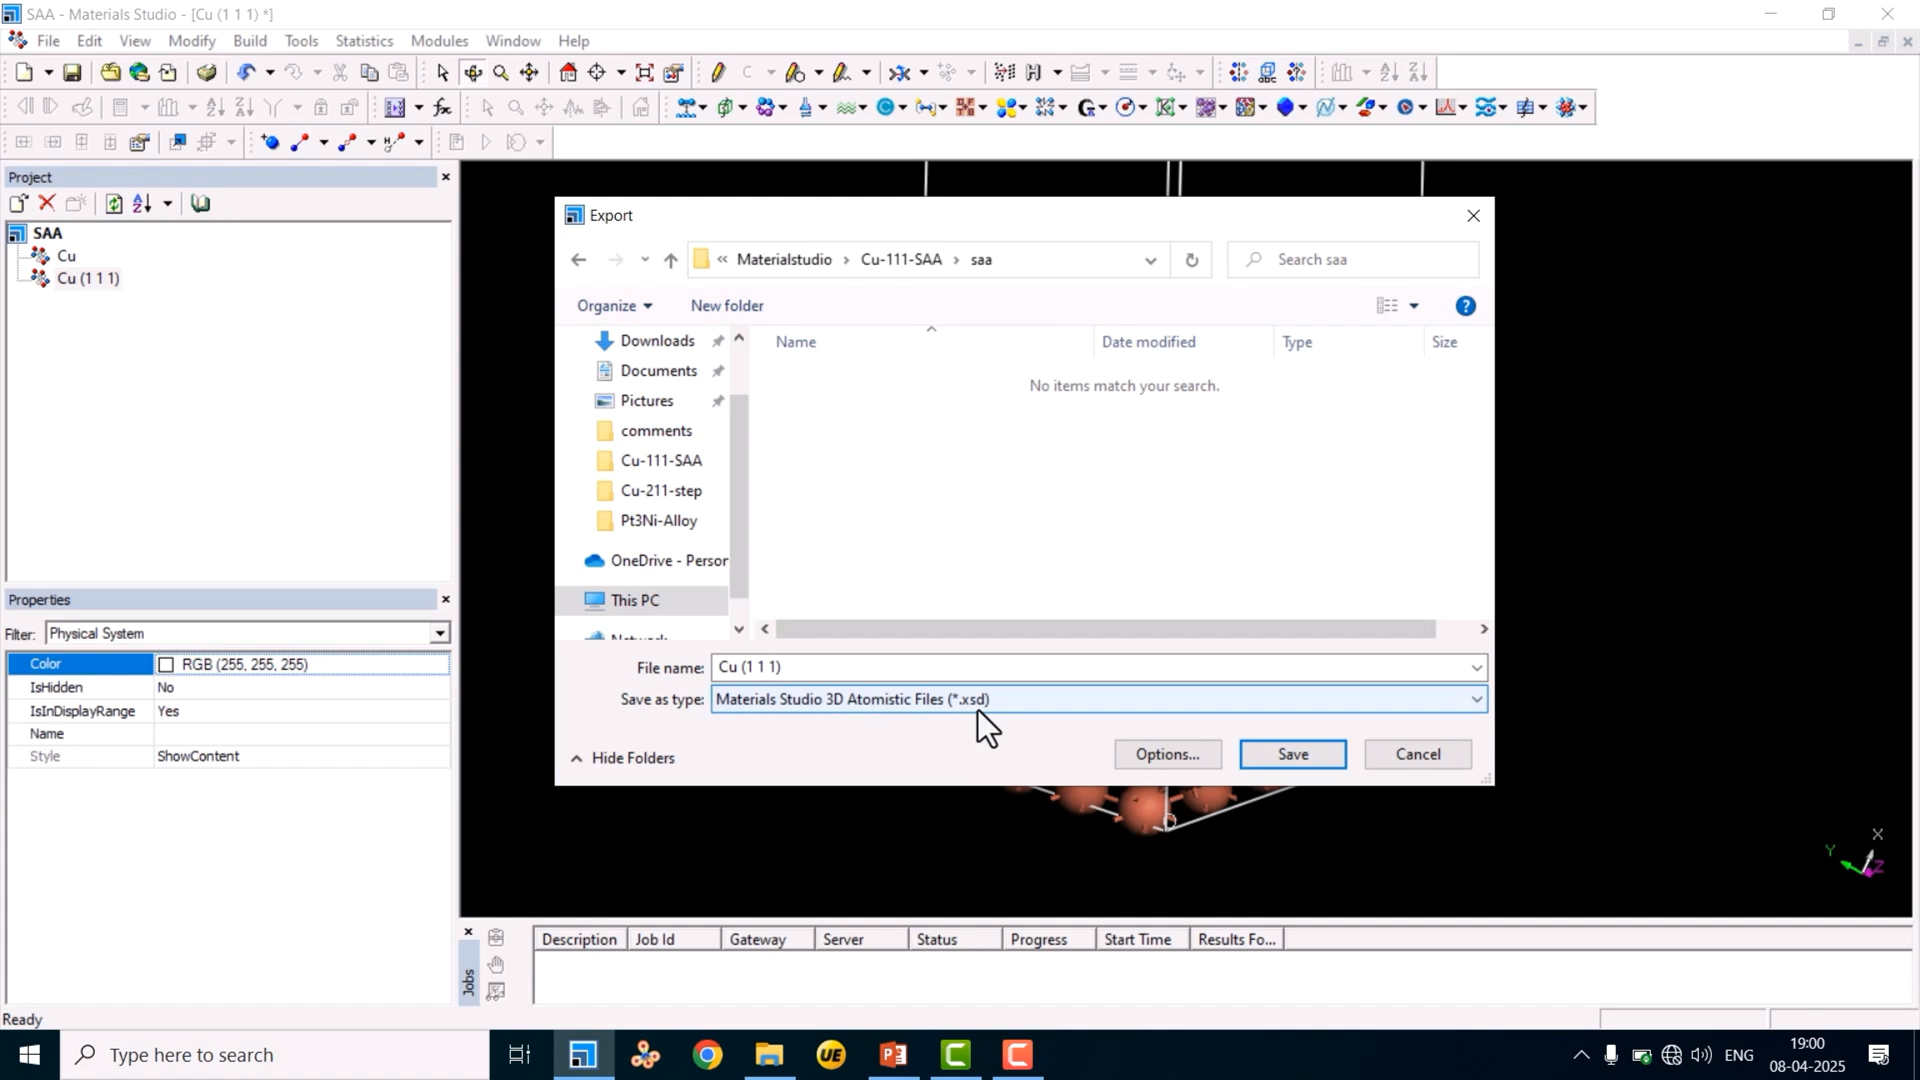 SAA - Materials Studio - [Cu (1 1 1) *]
File Edit View Modify Build Tools Statistics Modules Window Help
Project
SAA
Cu
Cu (1 1 1)
Properties
Filter: Physical System
Color RGB (255, 255, 255)
IsHidden No
IsInDisplayRange Yes
Name
Style ShowContent
Export
« Materialstudio › Cu-111-SAA › saa
Search saa
Organize New folder
Name Date modified Type Size
No items match your search.
Downloads
Documents
Pictures
comments
Cu-111-SAA
Cu-211-step
Pt3Ni-Alloy
OneDrive - Person
This PC
File name: Cu (1 1 1)
Save as type: Materials Studio 3D Atomistic Files (*.xsd)
Hide Folders Options... Save Cancel
X
Y
Z
Jobs
Description Job Id Gateway Server Status Progress Start Time Results Fo...
Ready
Type here to search
UE
ENG
19:00
08-04-2025